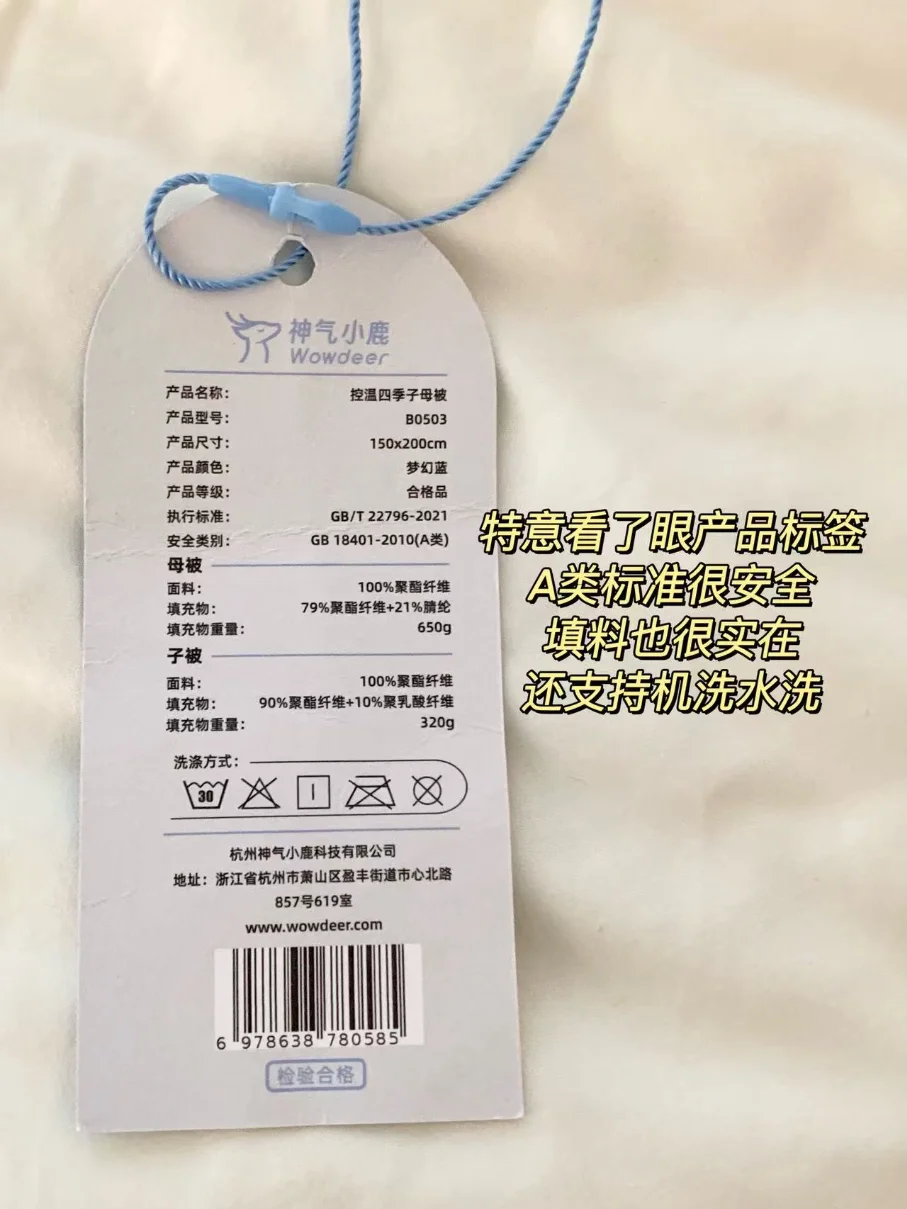 神气小鹿
Wowdeer
产品名称： 控温四季子母被
产品型号： B0503
产品尺寸： 150x200cm
产品颜色： 梦幻蓝
产品等级： 合格品
执行标准： GB/T 22796-2021
安全类别： GB 18401-2010(A类)
母被
面料： 100%聚酯纤维
填充物： 79%聚酯纤维+21%腈纶
填充物重量： 650g
子被
面料： 100%聚酯纤维
填充物： 90%聚酯纤维+10%聚乳酸纤维
填充物重量： 320g
洗涤方式：
30
杭州神气小鹿科技有限公司
地址：浙江省杭州市萧山区盈丰街道市心北路
857号619室
www.wowdeer.com
6 978638 780585
检验合格
特意看了眼产品标签
A类标准很安全
填料也很实在
还支持机洗水洗